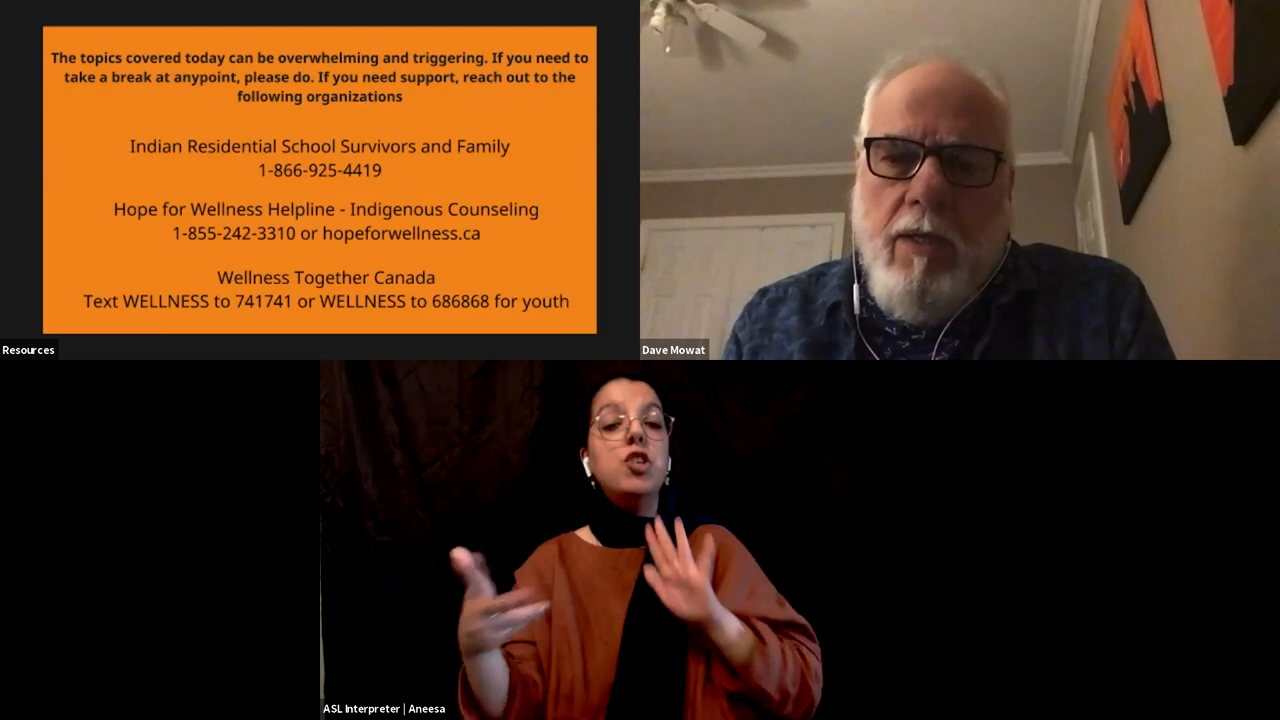 The topics covered today can be overwhelming and triggering. If you need to
take a break at anypoint, please do. If you need support, reach out to the
following organizations
Indian Residential School Survivors and Family
1-866-925-4419
Hope for Wellness Helpline - Indigenous Counseling
1-855-242-3310 or hopeforwellness.ca
Wellness Together Canada
Text WELLNESS to 741741 or WELLNESS to 686868 for youth
Resources
Dave Mowat
ASL Interpreter | Aneesa